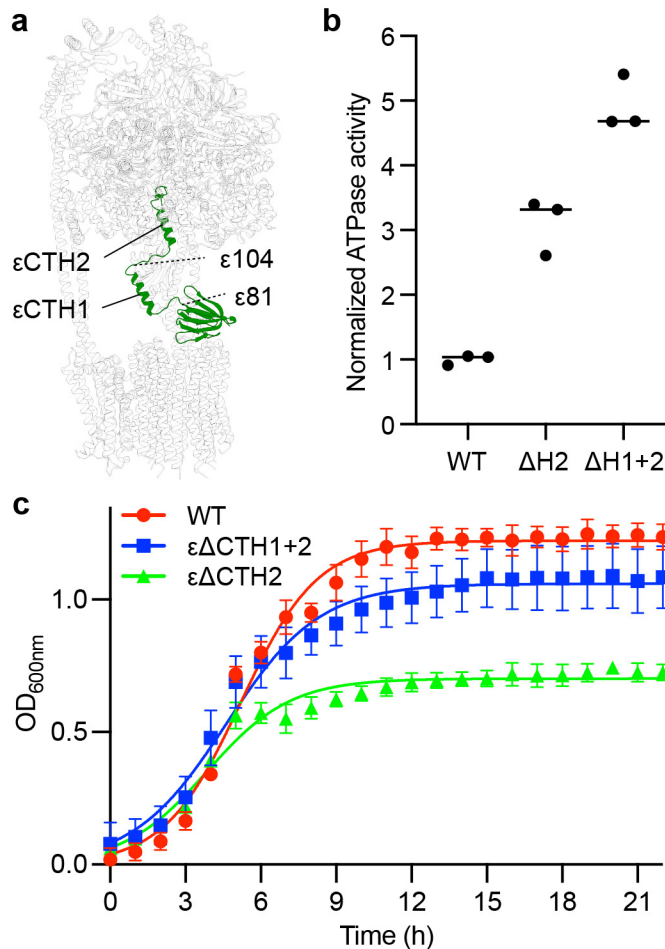 a
εCTH2
εCTH1
ε104
ε81
b
Normalized ATPase activity
6
5
4
3
2
1
0
WT
ΔH2
ΔH1+2
c
WT
εΔCTH1+2
εΔCTH2
OD600nm
1.0
0.5
0.0
0 3 6 9 12 15 18 21
Time (h)